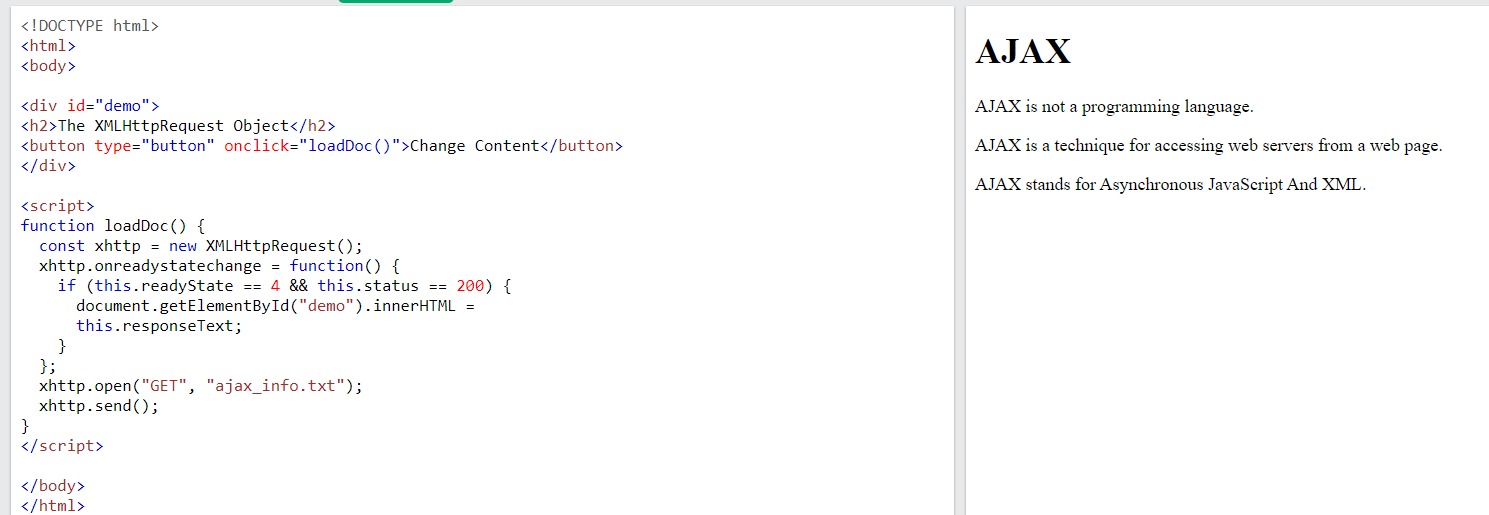 <!DOCTYPE html>
<html>
<body>
<div id="demo">
<h2>The XMLHttpRequest Object</h2>
<button type="button" onclick="loadDoc()">Change Content</button>
</div>
<script>
function loadDoc() {
  const xhttp = new XMLHttpRequest();
  xhttp.onreadystatechange = function() {
    if (this.readyState == 4 && this.status == 200) {
      document.getElementById("demo").innerHTML =
      this.responseText;
    }
  };
  xhttp.open("GET", "ajax_info.txt");
  xhttp.send();
}
</script>
</body>
</html>
AJAX
AJAX is not a programming language.
AJAX is a technique for accessing web servers from a web page.
AJAX stands for Asynchronous JavaScript And XML.